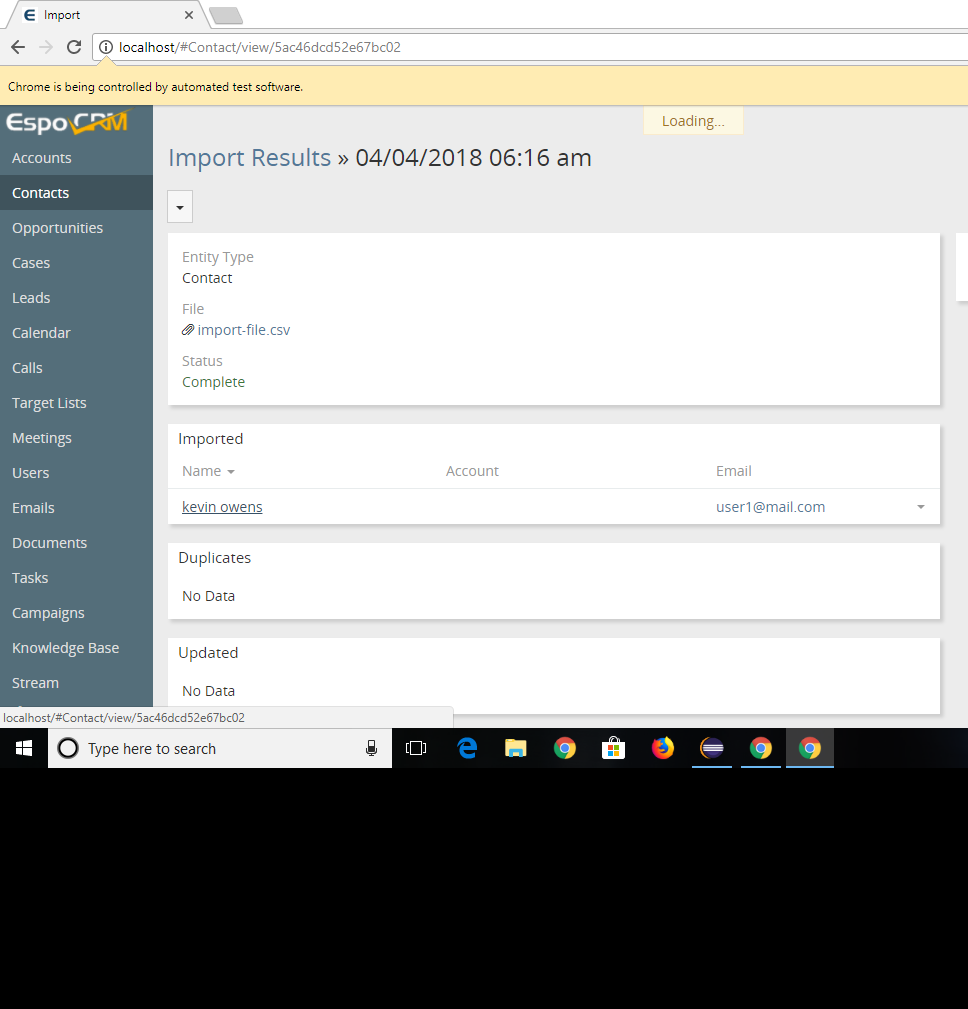 Import
localhost/#Contact/view/5ac46dcd52e67bc02
Chrome is being controlled by automated test software.
EspoCRM
Loading...
Accounts
Contacts
Opportunities
Cases
Leads
Calendar
Calls
Target Lists
Meetings
Users
Emails
Documents
Tasks
Campaigns
Knowledge Base
Stream
Import Results » 04/04/2018 06:16 am
Entity Type
Contact
File
import-file.csv
Status
Complete
Imported
Name Account Email
kevin owens user1@mail.com
Duplicates
No Data
Updated
No Data
localhost/#Contact/view/5ac46dcd52e67bc02
Type here to search